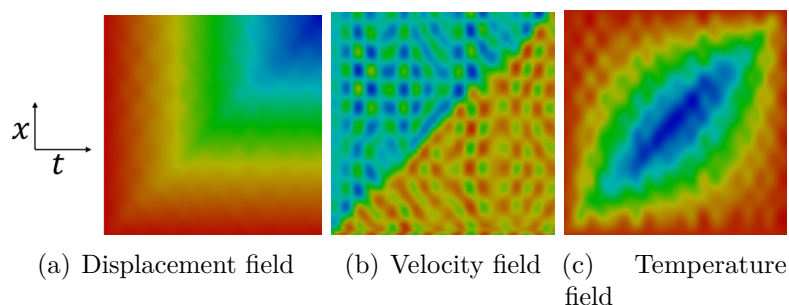 x
t
(a) Displacement field
(b) Velocity field
(c) Temperature
field